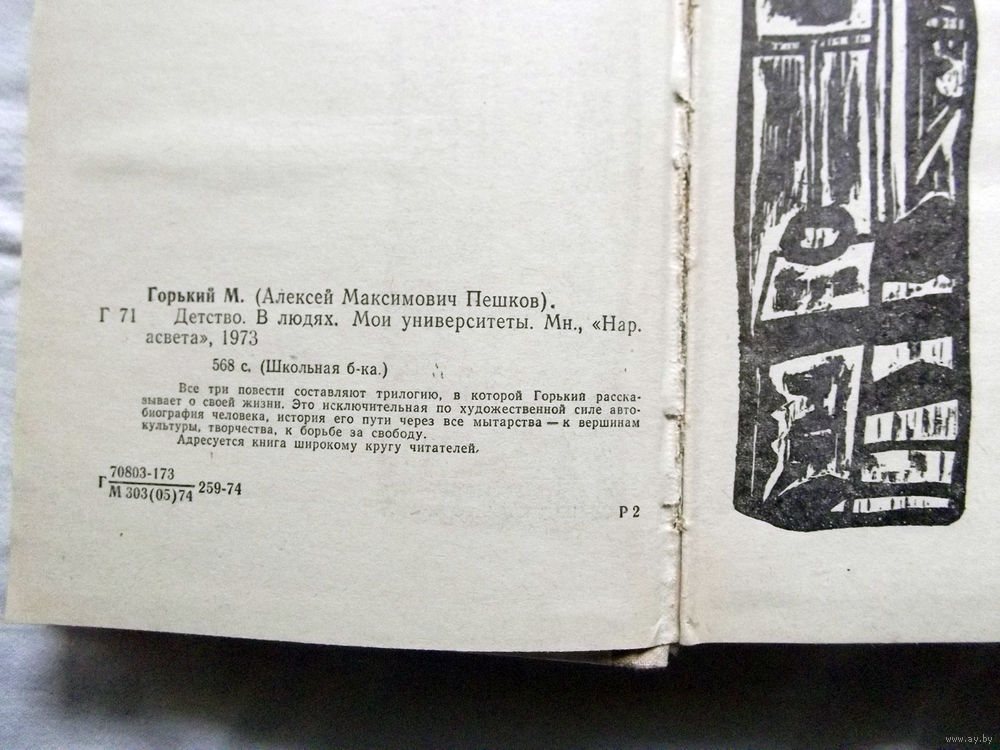 Горький М. (Алексей Максимович Пешков).
Г 71 Детство. В людях. Мои университеты. Мн., «Нар.
асвета», 1973
568 с. (Школьная б-ка.)
Все три повести составляют трилогию, в которой Горький расска-
зывает о своей жизни. Это исключительная по художественной силе авто-
биография человека, история его пути через все мытарства — к вершинам
культуры, творчества, к борьбе за свободу.
Адресуется книга широкому кругу читателей.
70803-173
Г М 303(05)74 259-74
Р 2
www.ay.by